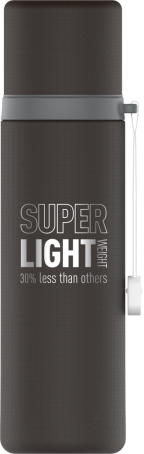 SUPER
LIGHT WEIGHT
30% less than others